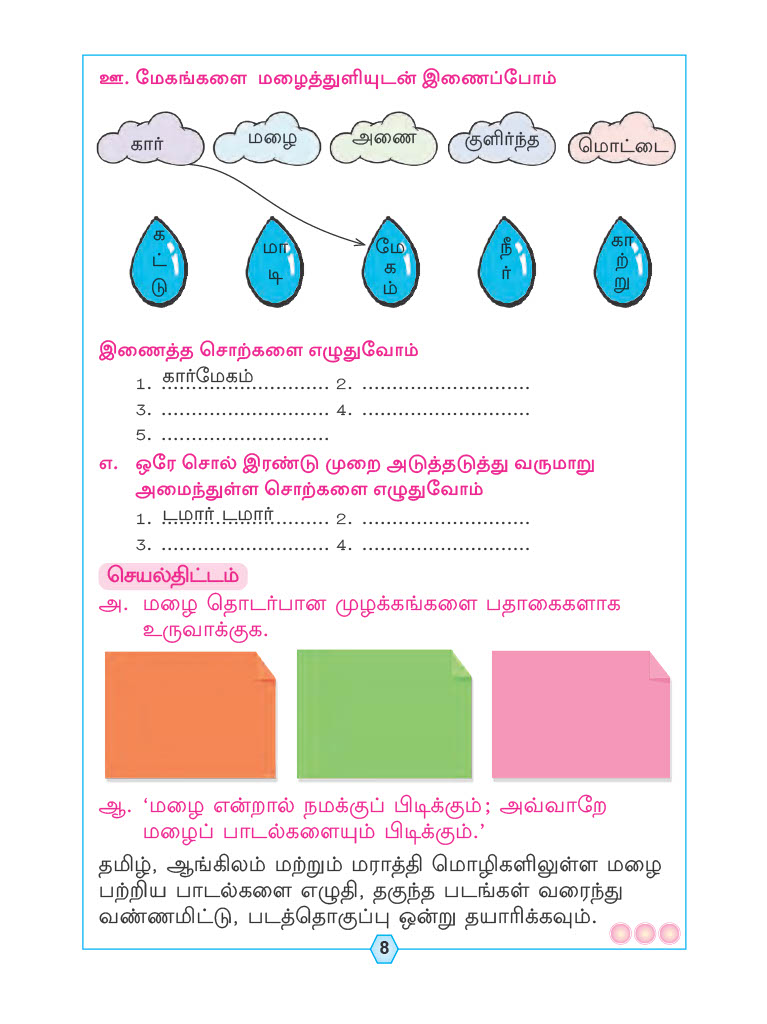 ஊ. மேகங்களை மழைத்துளியுடன் இணைப்போம்
கார் மழை அணை குளிர்ந்த மொட்டை
கட்டு மாடி மேகம் நீர் காற்று
இணைத்த சொற்களை எழுதுவோம்
1. கார்மேகம் 2. ............................
3. ............................ 4. ............................
5. ............................
எ. ஒரே சொல் இரண்டு முறை அடுத்தடுத்து வருமாறு
அமைந்துள்ள சொற்களை எழுதுவோம்
1. டமார் டமார் 2. ............................
3. ............................ 4. ............................
செயல்திட்டம்
அ. மழை தொடர்பான முழக்கங்களை பதாகைகளாக
உருவாக்குக.
ஆ. ‘மழை என்றால் நமக்குப் பிடிக்கும்; அவ்வாறே
மழைப் பாடல்களையும் பிடிக்கும்.’
தமிழ், ஆங்கிலம் மற்றும் மராத்தி மொழிகளிலுள்ள மழை
பற்றிய பாடல்களை எழுதி, தகுந்த படங்கள் வரைந்து
வண்ணமிட்டு, படத்தொகுப்பு ஒன்று தயாரிக்கவும்.
8